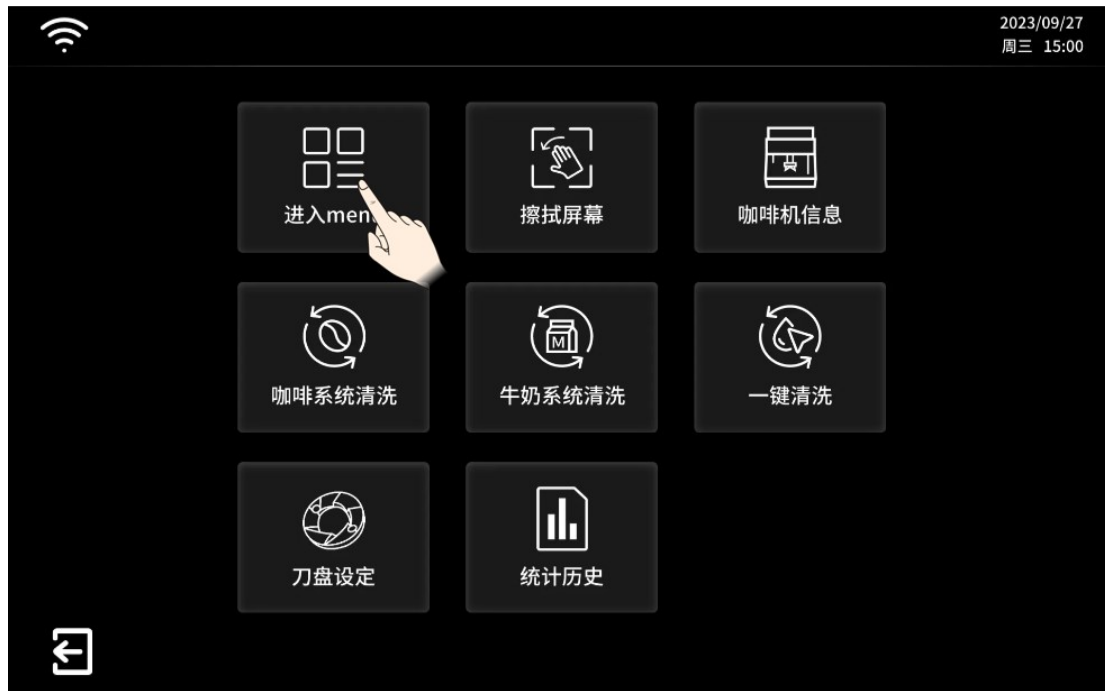 2023/09/27
周三 15:00
进入men
擦拭屏幕
咖啡机信息
咖啡系统清洗
M
牛奶系统清洗
一键清洗
刀盘设定
统计历史